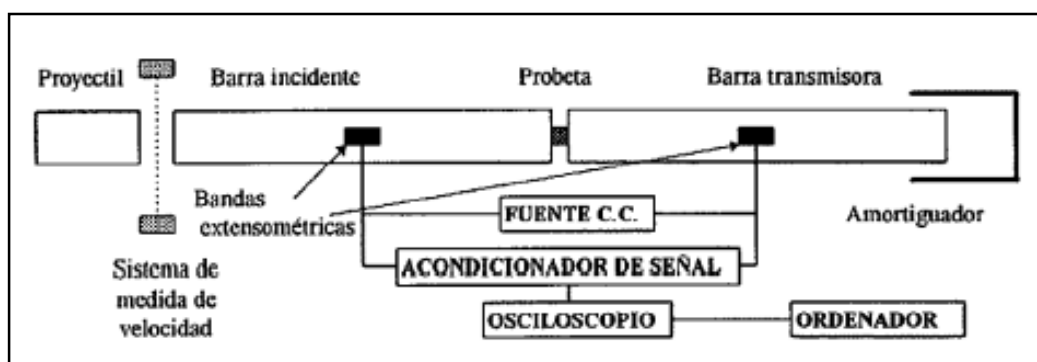 Proyectil
Barra incidente
Probeta
Barra transmisora
Bandas
extensométricas
FUENTE C.C.
Amortiguador
Sistema de
medida de
velocidad
ACONDICIONADOR DE SEÑAL
OSCILOSCOPIO
ORDENADOR